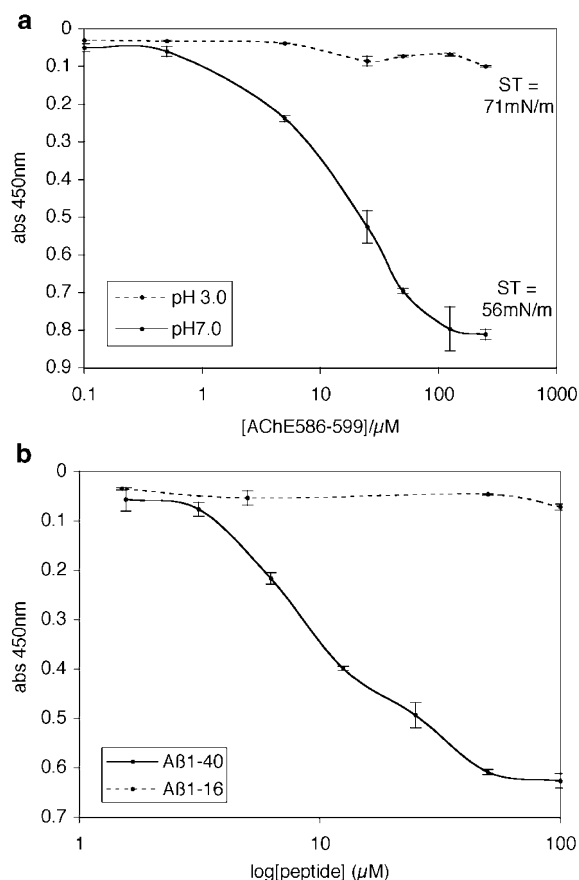 a
0
0.1
0.2
0.3
0.4
0.5
0.6
0.7
0.8
0.9
abs 450nm
ST =
71mN/m
ST =
56mN/m
pH 3.0
pH7.0
0.1 1 10 100 1000
[AChE586-599]/µM
b
0
0.1
0.2
0.3
0.4
0.5
0.6
0.7
abs 450nm
Aß1-40
Aß1-16
1 10 100
log[peptide] (µM)